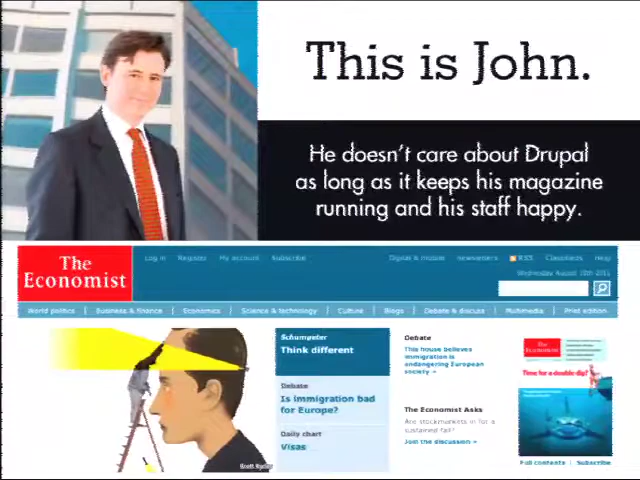 This is John.
He doesn't care about Drupal
as long as it keeps his magazine
running and his staff happy.
The
Economist
Log in Register My account Subscribe
Digital & mobile Newsletters RSS Classifieds Help
Wednesday August 10th 2011
World politics | Business & finance | Economics | Science & technology | Culture | Blogs | Debate & discuss | Multimedia | Print edition
Schumpeter
Think different
Debate
Is immigration bad
for Europe?
Daily chart
Visas
Debate
This house believes
immigration is
endangering European
society »
The Economist Asks
Are stockmarkets in for a
sustained fall?
Join the discussion »
The
Economist
Time for a double dip?
Full contents | Subscribe